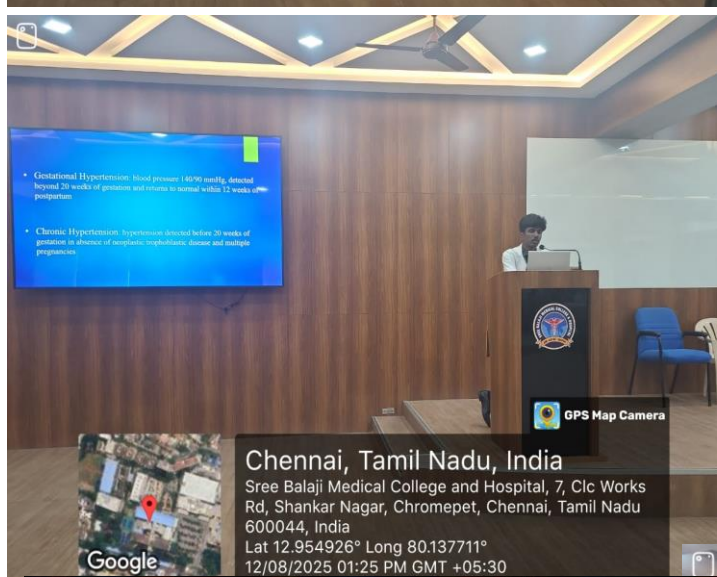 • Gestational Hypertension: blood pressure 140/90 mmHg, detected
beyond 20 weeks of gestation and returns to normal within 12 weeks of
postpartum
• Chronic Hypertension: hypertension detected before 20 weeks of
gestation in absence of neoplastic trophoblastic disease and multiple
pregnancies
GPS Map Camera
Chennai, Tamil Nadu, India
Sree Balaji Medical College and Hospital, 7, Clc Works
Rd, Shankar Nagar, Chromepet, Chennai, Tamil Nadu
600044, India
Lat 12.954926° Long 80.137711°
12/08/2025 01:25 PM GMT +05:30
Google